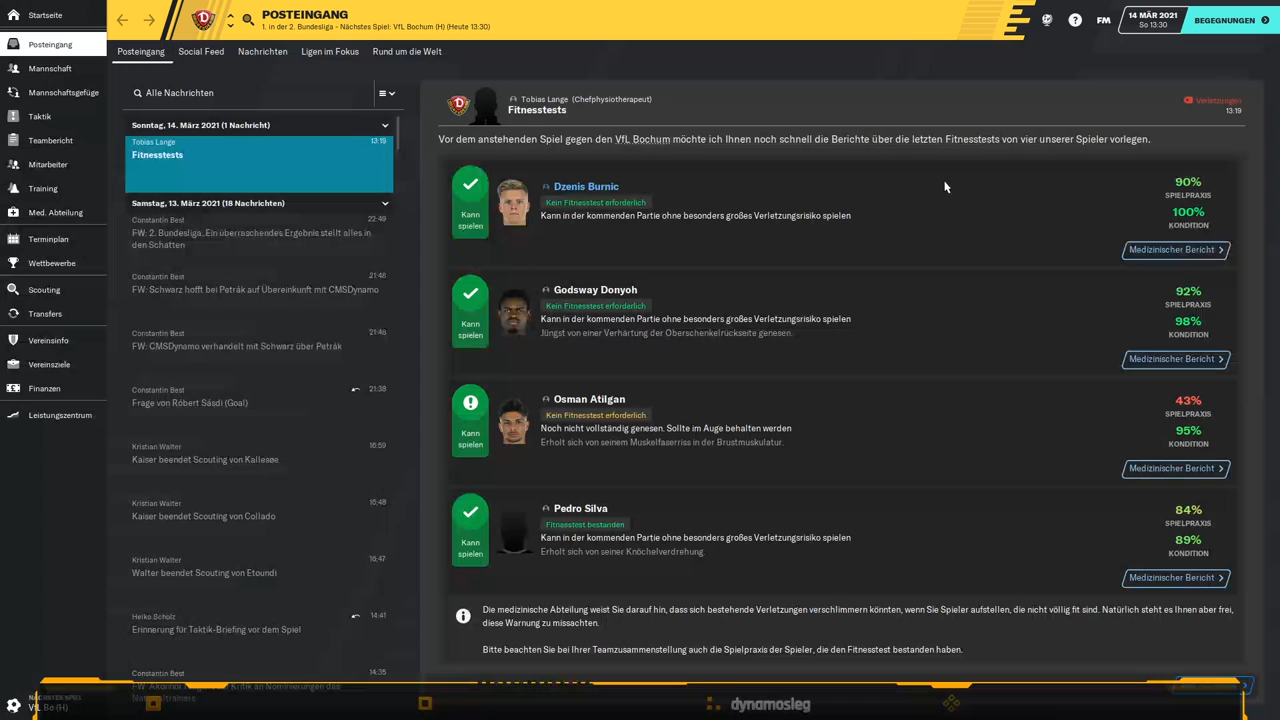 Startseite
Posteingang
Mannschaft
Mannschaftsgefüge
Taktik
Teambericht
Mitarbeiter
Training
Med. Abteilung
Terminplan
Wettbewerbe
Scouting
Transfers
Vereinsinfo
Vereinsziele
Finanzen
Leistungszentrum
POSTEINGANG
1. in der 2. Bundesliga - Nächstes Spiel: VfL Bochum (H) (Heute 13:30)
FM
14 MÄR 2021
So 13:30
BEGEGNUNGEN
Posteingang Social Feed Nachrichten Ligen im Fokus Rund um die Welt
Alle Nachrichten
Sonntag, 14. März 2021 (1 Nachricht)
Tobias Lange 13:19
Fitnesstests
Samstag, 13. März 2021 (18 Nachrichten)
Constantin Best 22:49
FW: 2. Bundesliga: Ein überraschendes Ergebnis stellt alles in
den Schatten
Constantin Best 21:48
FW: Schwarz hofft bei Petrák auf Übereinkunft mit CMSDynamo
Constantin Best 21:48
FW: CMSDynamo verhandelt mit Schwarz über Petrák
Constantin Best 21:38
Frage von Róbert Sásdi (Goal)
Kristian Walter 16:59
Kaiser beendet Scouting von Kallesøe
Kristian Walter 16:48
Kaiser beendet Scouting von Collado
Kristian Walter 16:47
Walter beendet Scouting von Etoundi
Heiko Scholz 14:41
Erinnerung für Taktik-Briefing vor dem Spiel
Constantin Best 14:35
Kritik an Nominierungen des
Tobias Lange (Chefphysiotherapeut)
Fitnesstests
Verletzungen
13:19
Vor dem anstehenden Spiel gegen den VfL Bochum möchte ich Ihnen noch schnell die Berichte über die letzten Fitnesstests von vier unserer Spieler vorlegen.
Kann
spielen
Dzenis Burnic
Kein Fitnesstest erforderlich
Kann in der kommenden Partie ohne besonders großes Verletzungsrisiko spielen
90%
SPIELPRAXIS
100%
KONDITION
Medizinischer Bericht
Kann
spielen
Godsway Donyoh
Kein Fitnesstest erforderlich
Kann in der kommenden Partie ohne besonders großes Verletzungsrisiko spielen
Jüngst von einer Verhärtung der Oberschenkelrückseite genesen.
92%
SPIELPRAXIS
98%
KONDITION
Medizinischer Bericht
Kann
spielen
Osman Atilgan
Kein Fitnesstest erforderlich
Noch nicht vollständig genesen. Sollte im Auge behalten werden
Erholt sich von seinem Muskelfaserriss in der Brustmuskulatur.
43%
SPIELPRAXIS
95%
KONDITION
Medizinischer Bericht
Kann
spielen
Pedro Silva
Fitnesstest bestanden
Kann in der kommenden Partie ohne besonders großes Verletzungsrisiko spielen
Erholt sich von seiner Knöchelverdrehung.
84%
SPIELPRAXIS
89%
KONDITION
Medizinischer Bericht
Die medizinische Abteilung weist Sie darauf hin, dass sich bestehende Verletzungen verschlimmern könnten, wenn Sie Spieler aufstellen, die nicht völlig fit sind. Natürlich steht es Ihnen aber frei,
diese Warnung zu missachten.
Bitte beachten Sie bei Ihrer Teamzusammenstellung auch die Spielpraxis der Spieler, die den Fitnesstest bestanden haben.
VfL Bo (H)
dynamosleg